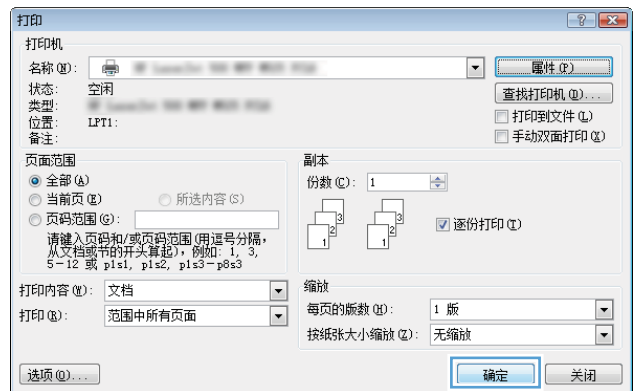 打印
打印机
名称(N):
属性(P)
状态: 空闲
查找打印机(D)...
类型:
打印到文件(L)
位置: LPT1:
手动双面打印(X)
备注:
页面范围
全部(A)
当前页(E) 所选内容(S)
页码范围(G):
请键入页码和/或页码范围(用逗号分隔,
从文档或节的开头算起),例如: 1, 3,
5-12 或 p1s1, p1s2, p1s3-p8s3
副本
份数(C): 1
1 2 3 1 2 3
逐份打印(T)
打印内容(W): 文档
打印(R): 范围中所有页面
缩放
每页的版数(H): 1 版
按纸张大小缩放(Z): 无缩放
选项(O)... 确定 关闭